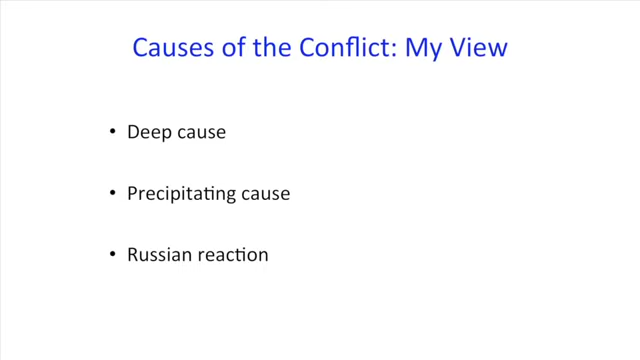 Causes of the Conflict: My View
• Deep cause
• Precipitating cause
• Russian reaction